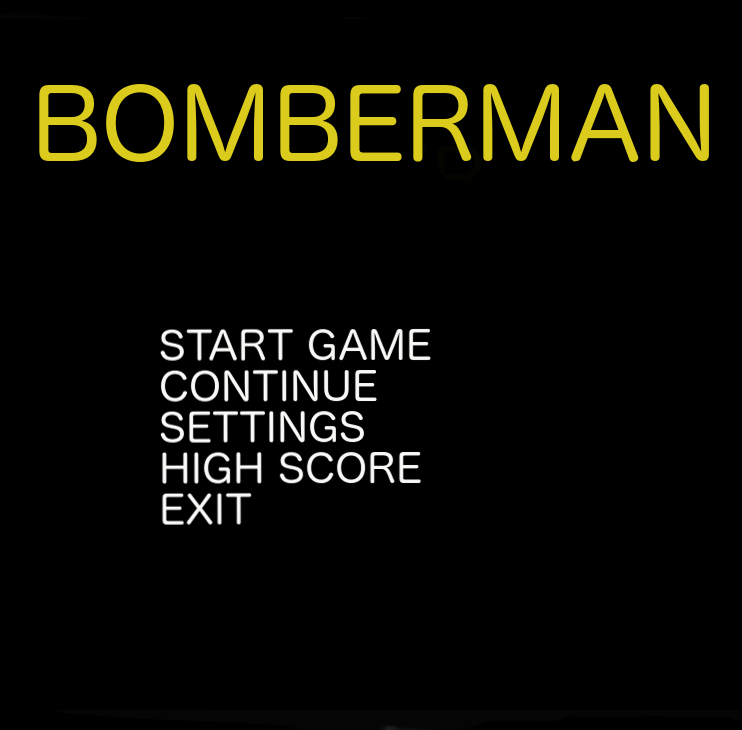 BOMBERMAN
START GAME
CONTINUE
SETTINGS
HIGH SCORE
EXIT